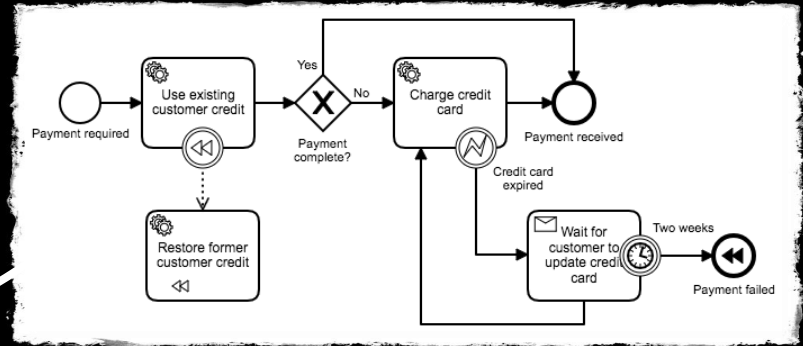 Payment required
Use existing
customer credit
Yes
Payment
complete?
No
Charge credit
card
Payment received
Credit card
expired
Restore former
customer credit
Wait for
customer to
update credit
card
Two weeks
Payment failed